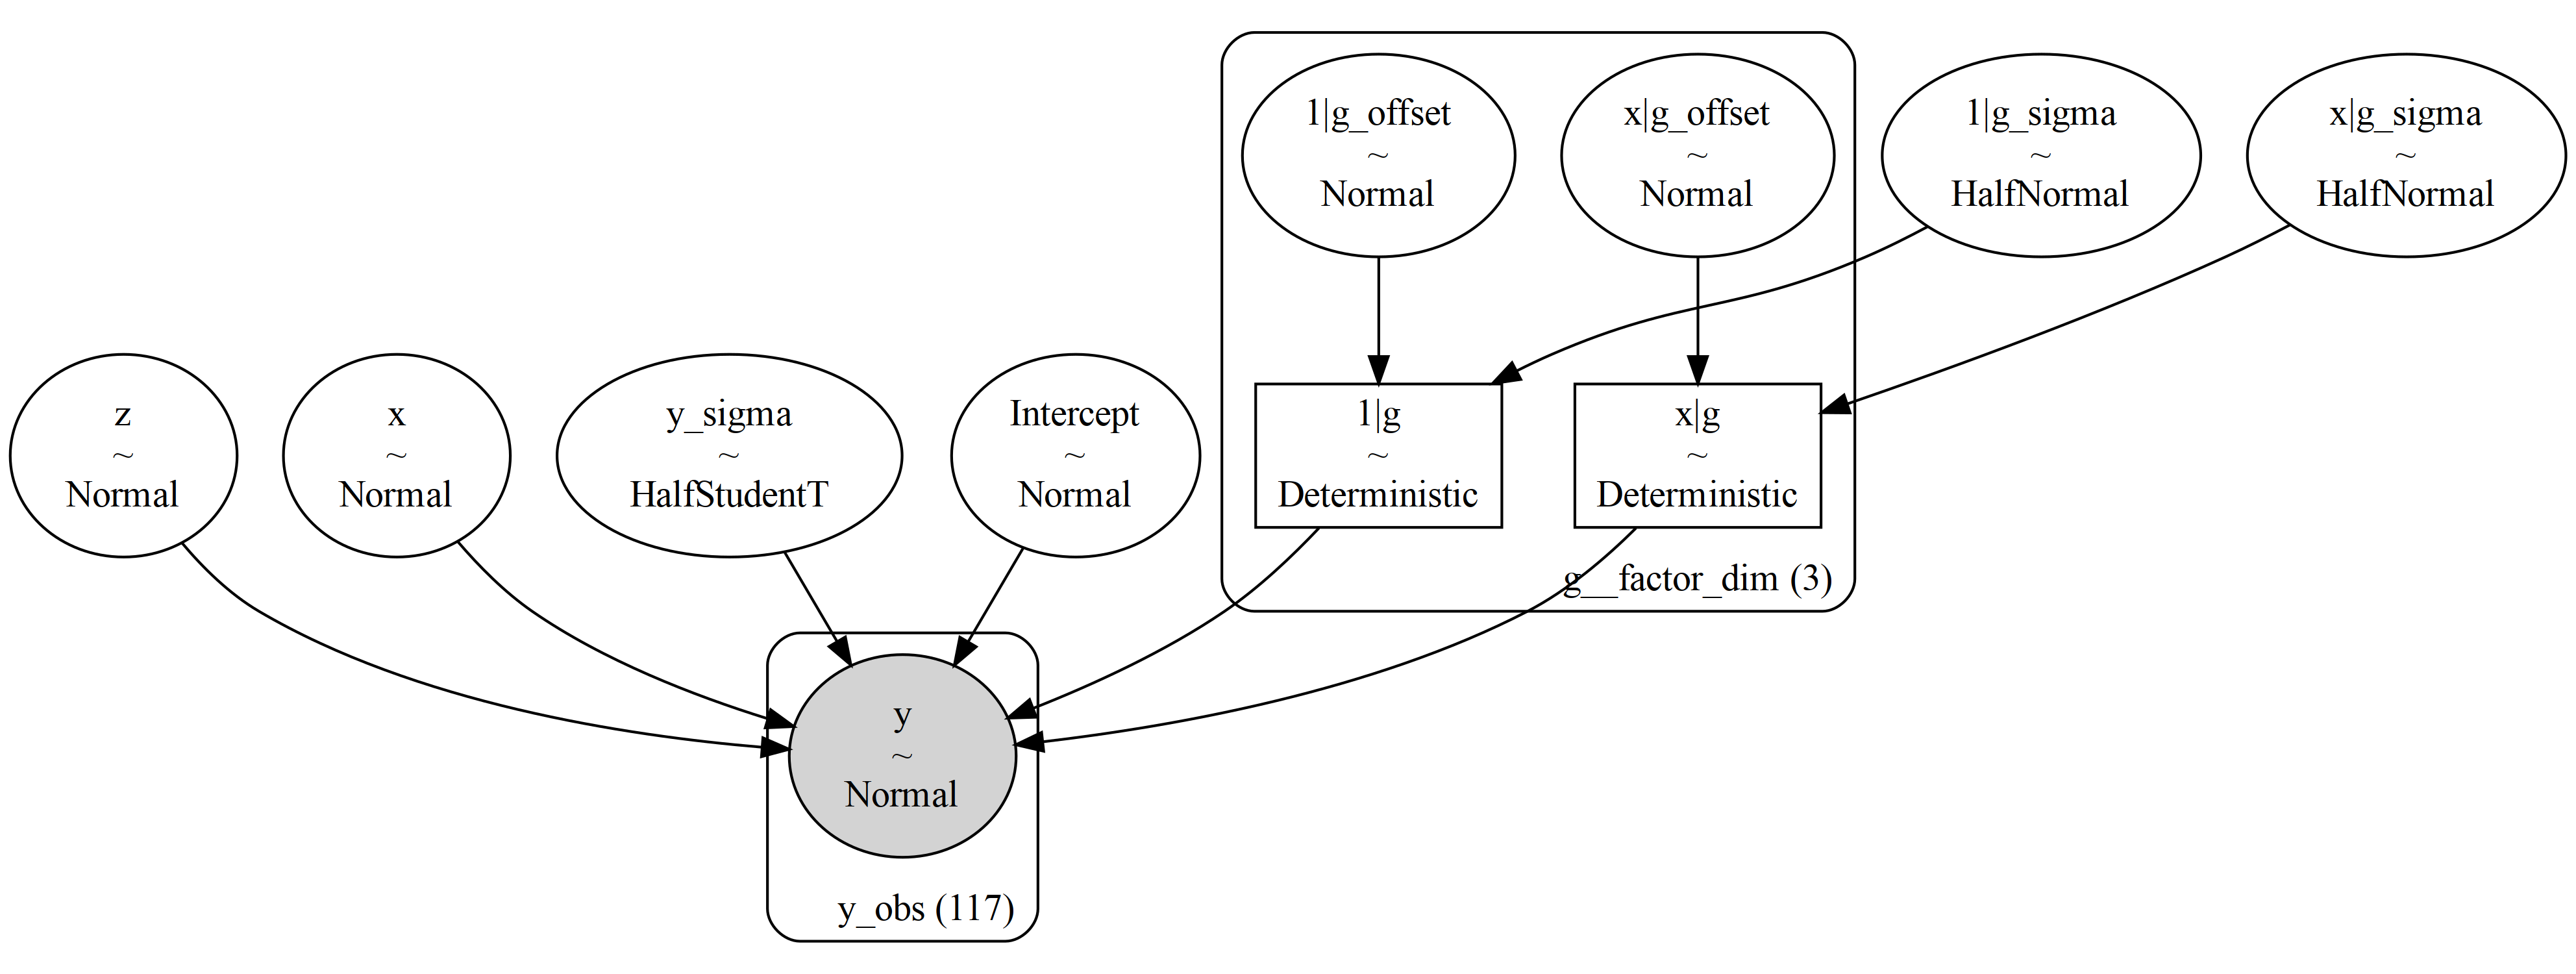 1|g_offset
~
Normal
x|g_offset
~
Normal
1|g_sigma
~
HalfNormal
x|g_sigma
~
HalfNormal
z
~
Normal
x
~
Normal
y_sigma
~
HalfStudentT
Intercept
~
Normal
1|g
~
Deterministic
x|g
~
Deterministic
g__factor_dim (3)
y
~
Normal
y_obs (117)